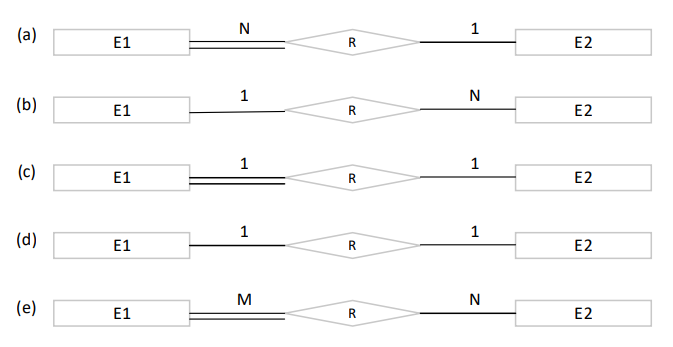 (a) E1 N R 1 E2
(b) E1 1 R N E2
(c) E1 1 R 1 E2
(d) E1 1 R 1 E2
(e) E1 M R N E2